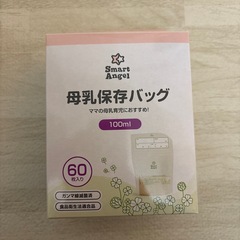 Smart
Angel
母乳保存バッグ
ママの母乳育児におすすめ!
100ml
60
枚入り
ガンマ線滅菌済
食品衛生法適合品